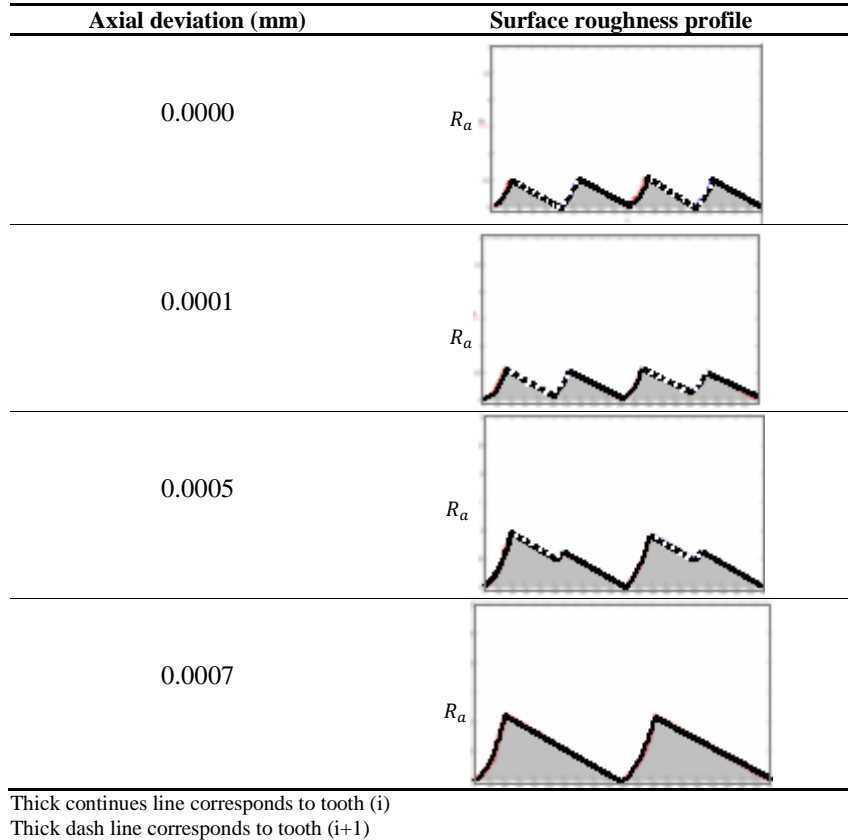 Axial deviation (mm) Surface roughness profile
0.0000
Rₐ
0.0001
Rₐ
0.0005
Rₐ
0.0007
Rₐ
Thick continues line corresponds to tooth (i)
Thick dash line corresponds to tooth (i+1)